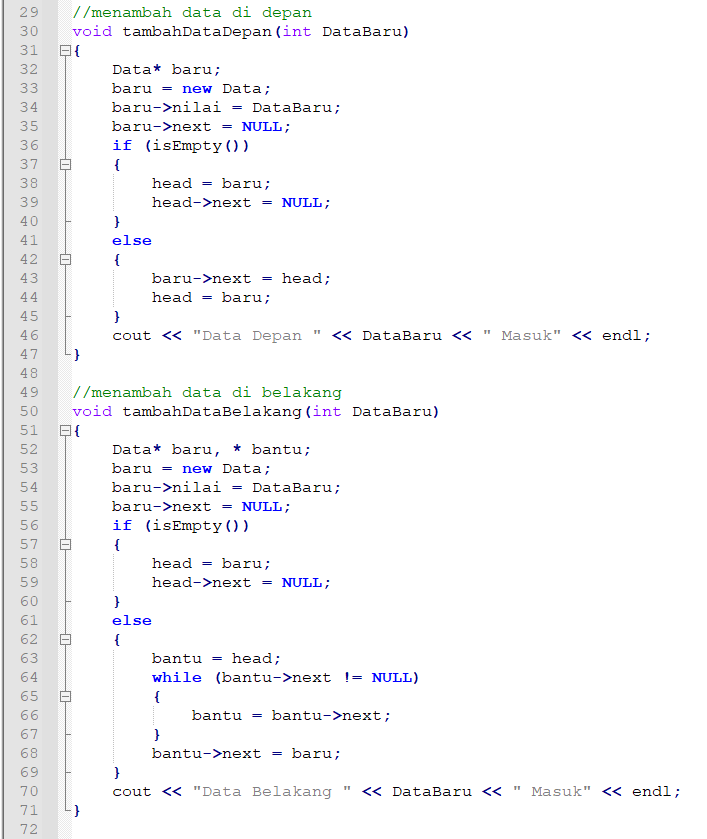 29 //menambah data di depan
30 void tambahDataDepan(int DataBaru)
31 {
32     Data* baru;
33     baru = new Data;
34     baru->nilai = DataBaru;
35     baru->next = NULL;
36     if (isEmpty())
37     {
38         head = baru;
39         head->next = NULL;
40     }
41     else
42     {
43         baru->next = head;
44         head = baru;
45     }
46     cout << "Data Depan " << DataBaru << " Masuk" << endl;
47 }
48
49 //menambah data di belakang
50 void tambahDataBelakang(int DataBaru)
51 {
52     Data* baru, * bantu;
53     baru = new Data;
54     baru->nilai = DataBaru;
55     baru->next = NULL;
56     if (isEmpty())
57     {
58         head = baru;
59         head->next = NULL;
60     }
61     else
62     {
63         bantu = head;
64         while (bantu->next != NULL)
65         {
66             bantu = bantu->next;
67         }
68         bantu->next = baru;
69     }
70     cout << "Data Belakang " << DataBaru << " Masuk" << endl;
71 }
72